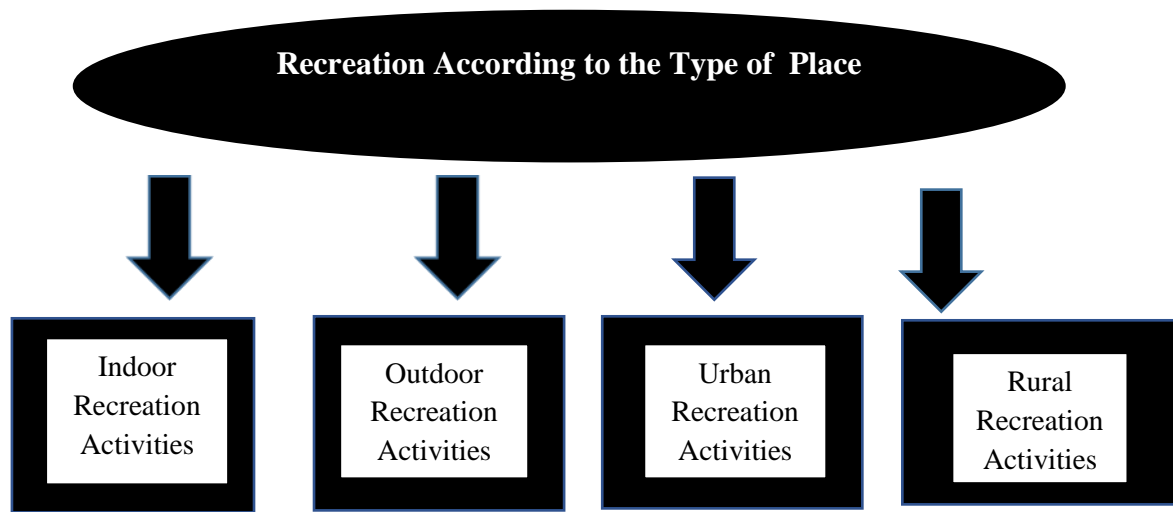 Recreation According to the Type of Place
Indoor
Recreation
Activities
Outdoor
Recreation
Activities
Urban
Recreation
Activities
Rural
Recreation
Activities